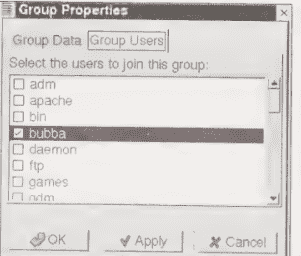 Group Properties
Group Data Group Users
Select the users to join this group:
adm
apache
bin
bubba
daemon
ftp
games
gdm
OK Apply Cancel